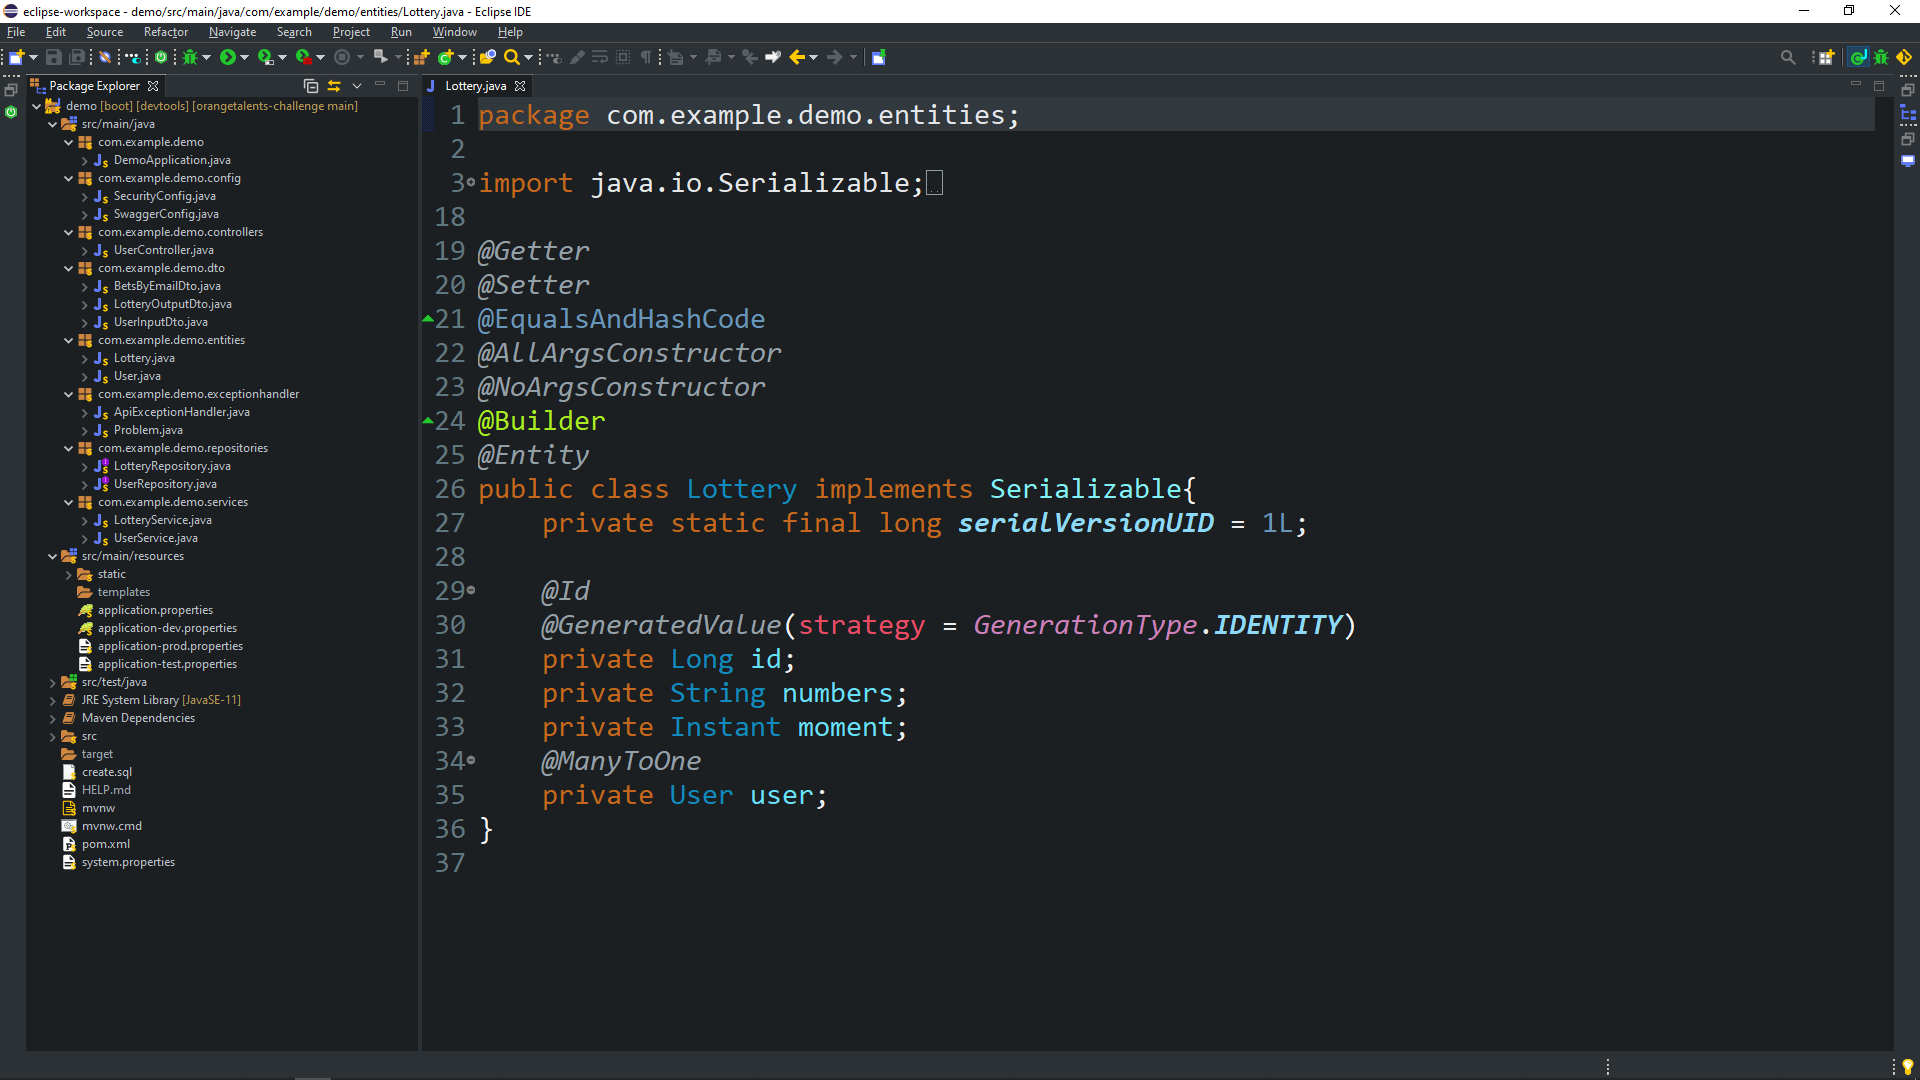 eclipse-workspace - demo/src/main/java/com/example/demo/entities/Lottery.java - Eclipse IDE
File Edit Source Refactor Navigate Search Project Run Window Help
Package Explorer
demo [boot] [devtools] [orangetalents-challenge main]
src/main/java
com.example.demo
DemoApplication.java
com.example.demo.config
SecurityConfig.java
SwaggerConfig.java
com.example.demo.controllers
UserController.java
com.example.demo.dto
BetsByEmailDto.java
LotteryOutputDto.java
UserInputDto.java
com.example.demo.entities
Lottery.java
User.java
com.example.demo.exceptionhandler
ApiExceptionHandler.java
Problem.java
com.example.demo.repositories
LotteryRepository.java
UserRepository.java
com.example.demo.services
LotteryService.java
UserService.java
src/main/resources
static
templates
application.properties
application-dev.properties
application-prod.properties
application-test.properties
src/test/java
JRE System Library [JavaSE-11]
Maven Dependencies
src
target
create.sql
HELP.md
mvnw
mvnw.cmd
pom.xml
system.properties
Lottery.java
1 package com.example.demo.entities;
2
3 import java.io.Serializable;
18
19 @Getter
20 @Setter
21 @EqualsAndHashCode
22 @AllArgsConstructor
23 @NoArgsConstructor
24 @Builder
25 @Entity
26 public class Lottery implements Serializable{
27 private static final long serialVersionUID = 1L;
28
29 @Id
30 @GeneratedValue(strategy = GenerationType.IDENTITY)
31 private Long id;
32 private String numbers;
33 private Instant moment;
34 @ManyToOne
35 private User user;
36 }
37